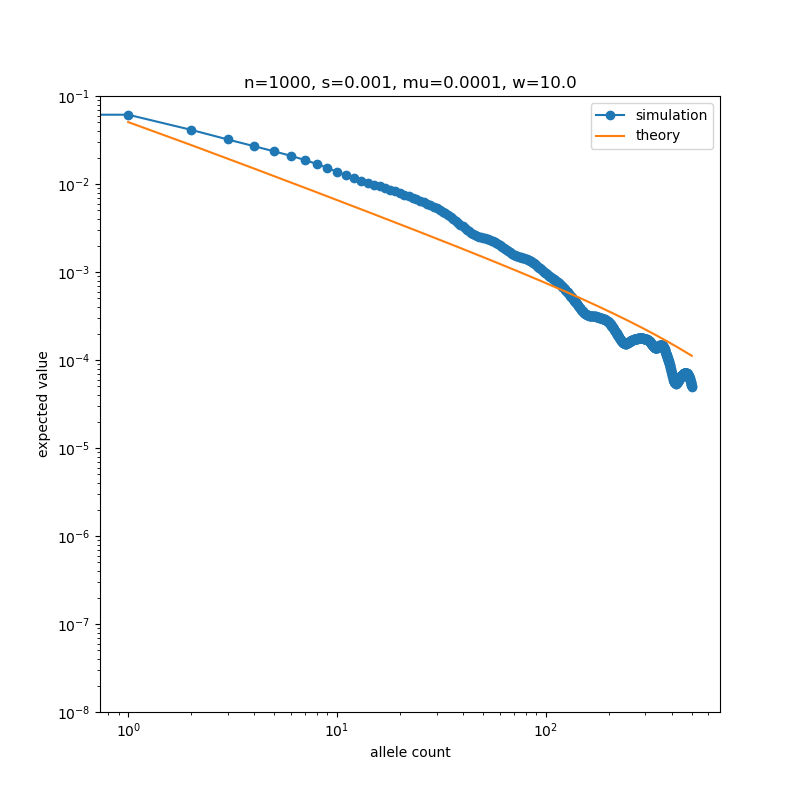 n=1000, s=0.001, mu=0.0001, w=10.0
simulation
theory
10⁻¹
10⁻²
10⁻³
10⁻⁴
10⁻⁵
10⁻⁶
10⁻⁷
10⁻⁸
expected value
10⁰ 10¹ 10²
allele count